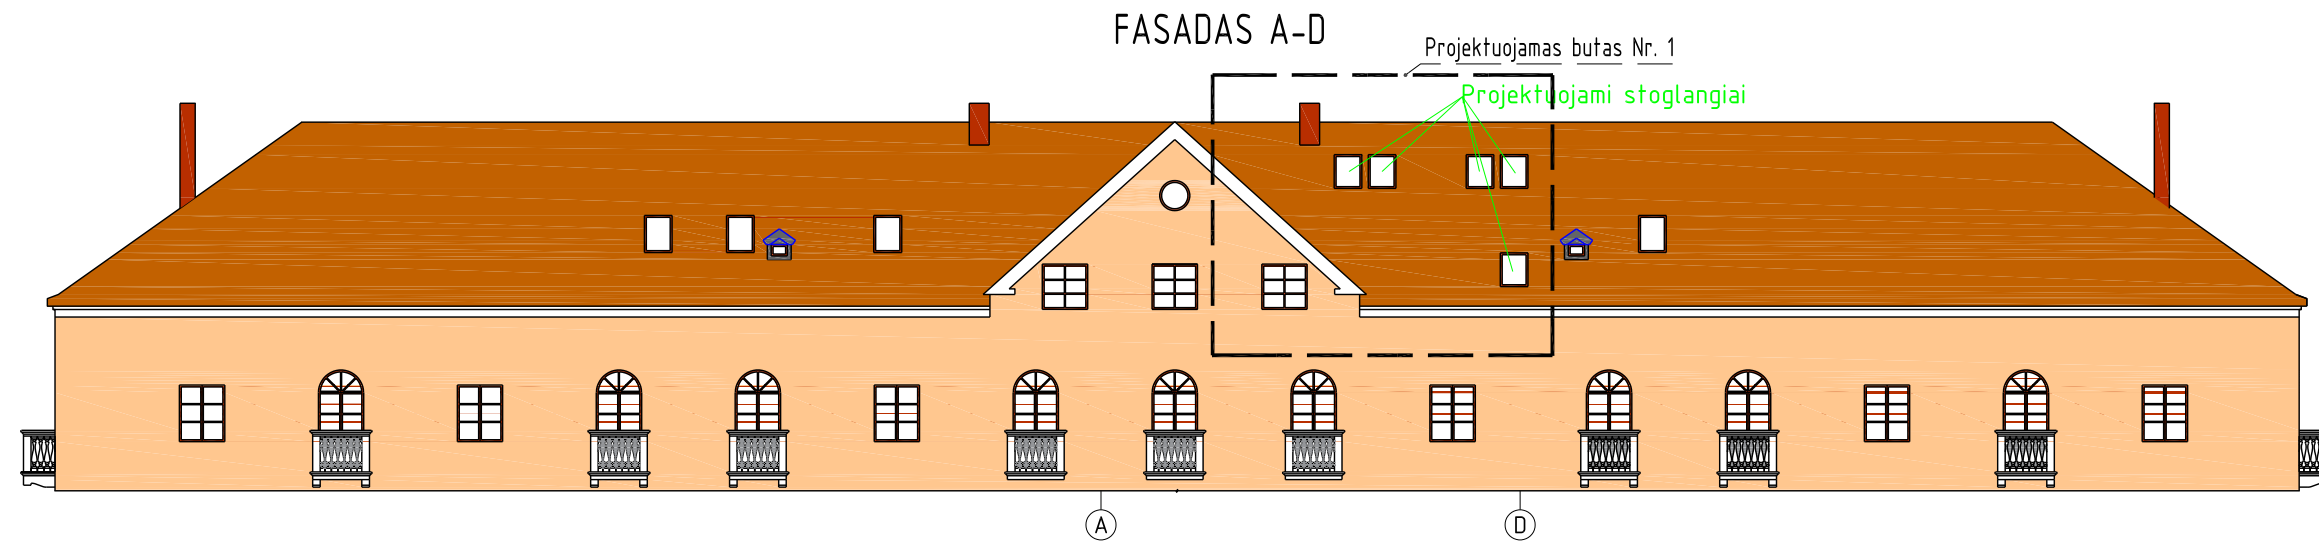 FASADAS A-D
Projektuojamas butas Nr. 1
Projektuojami stoglangiai
A
D